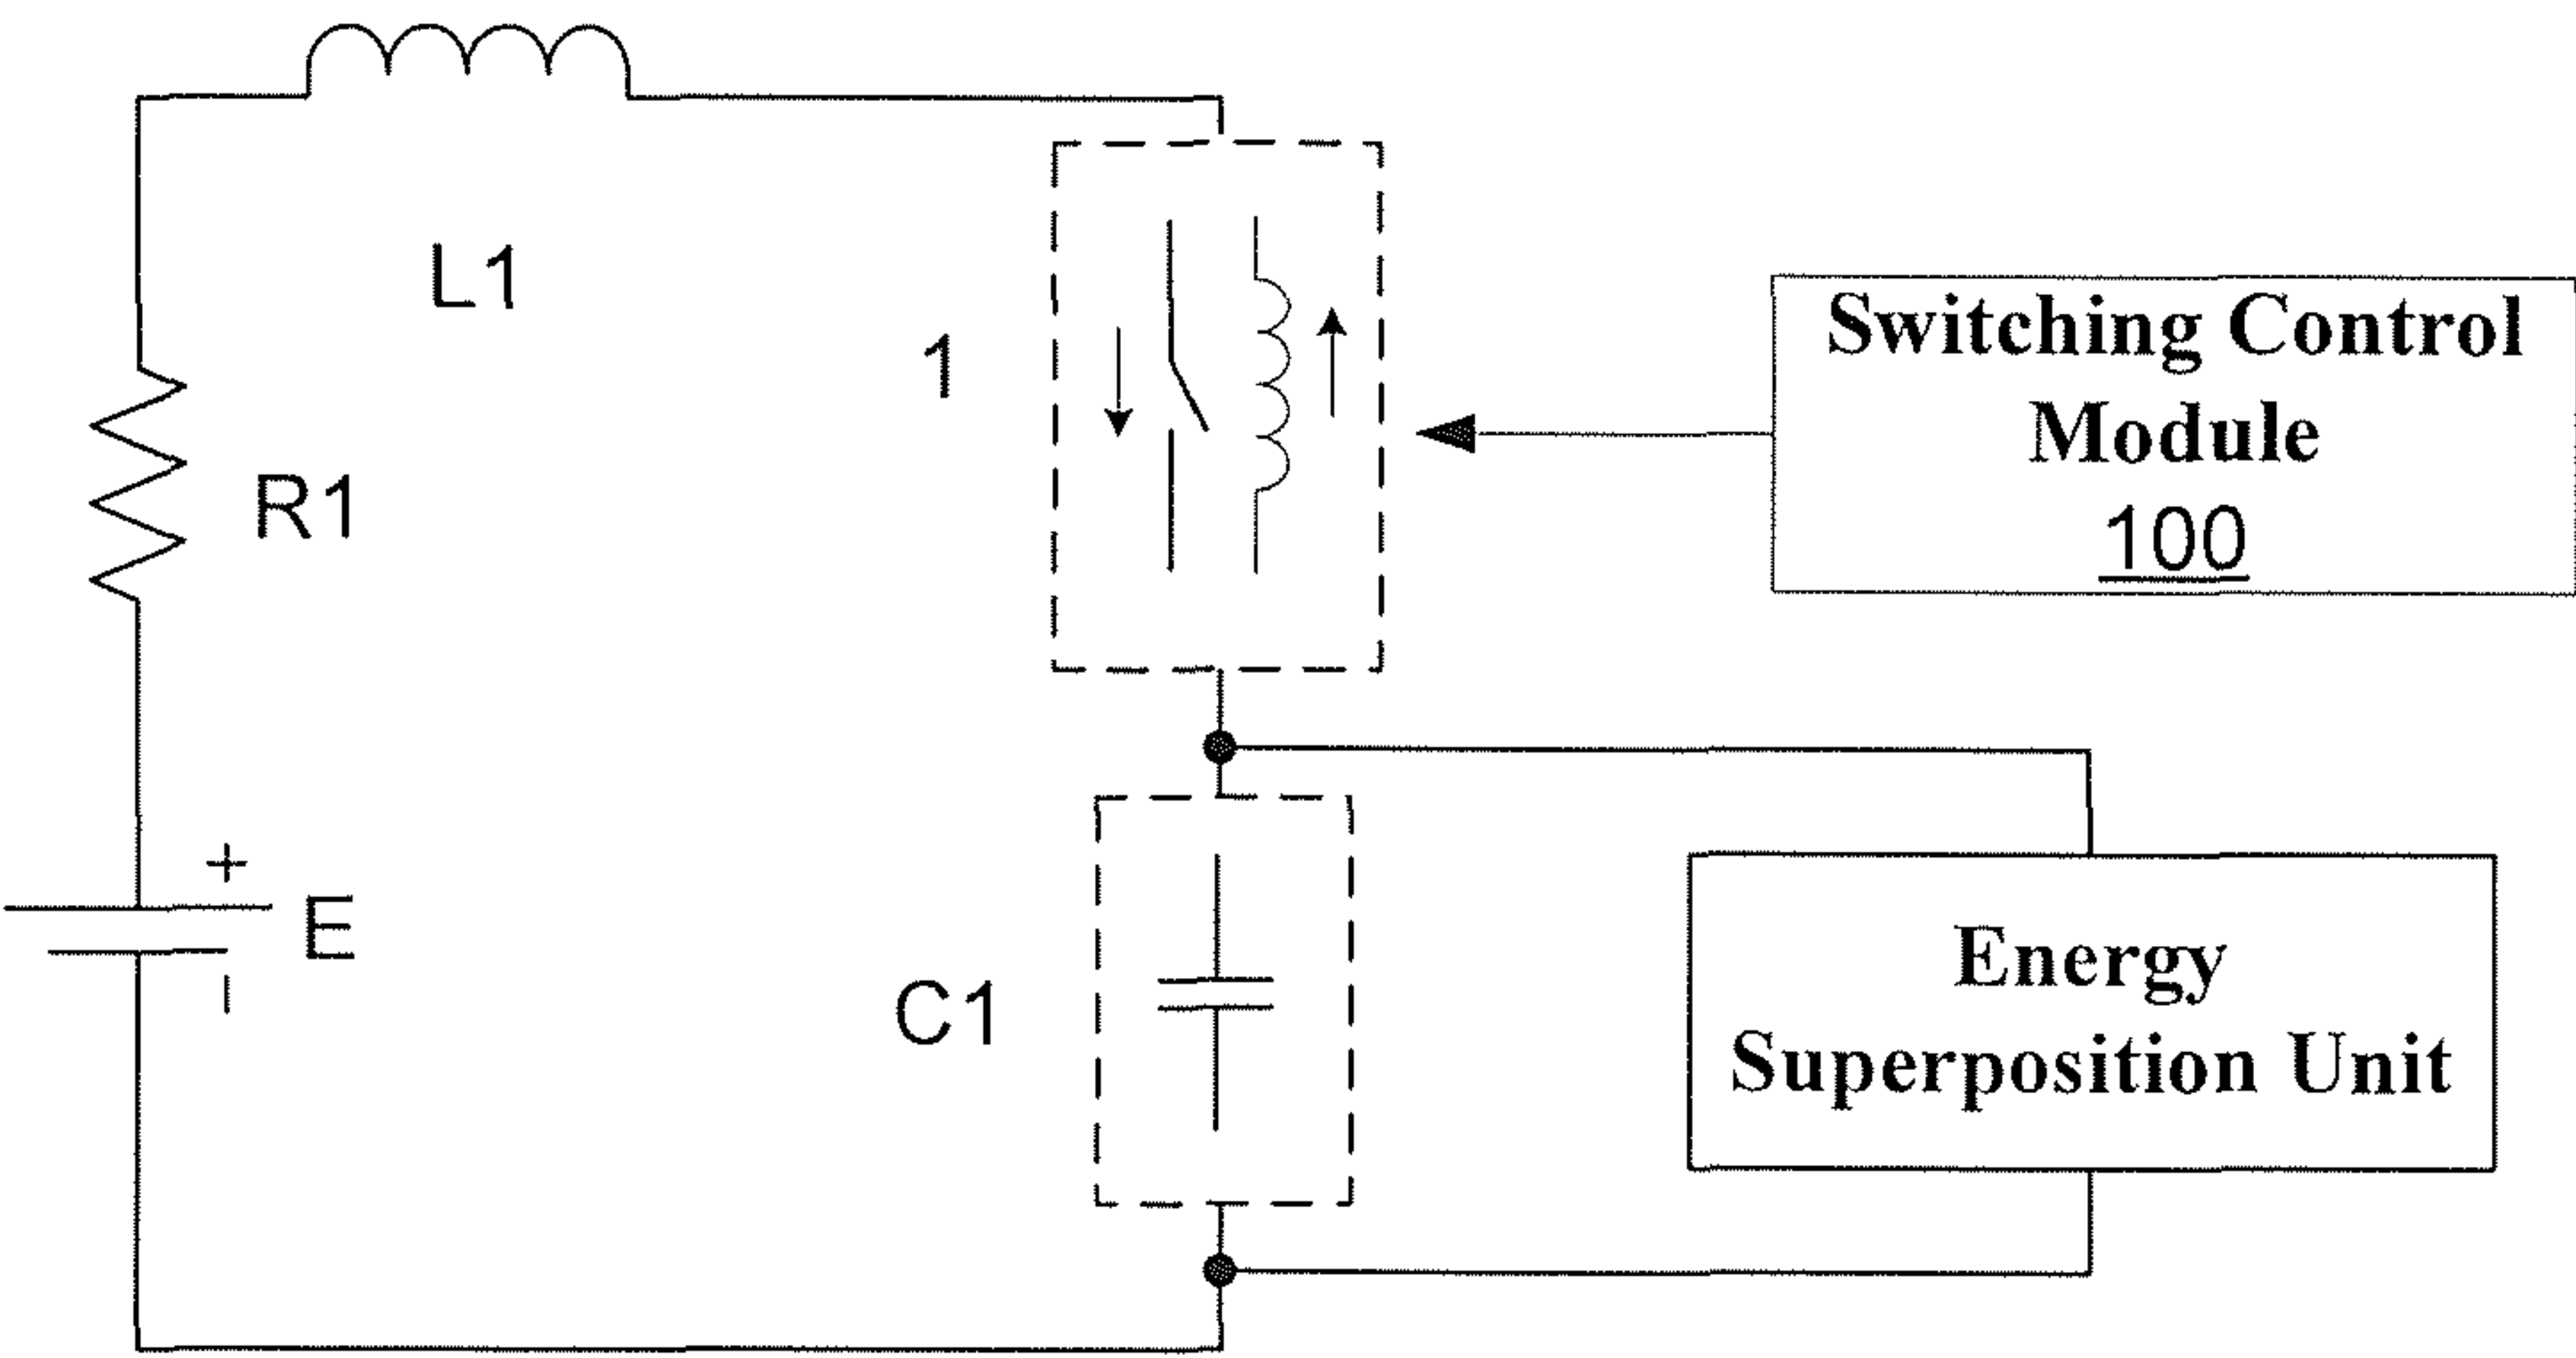 L1
1
Switching Control
Module
100
R1
+
E
−
C1
Energy
Superposition Unit